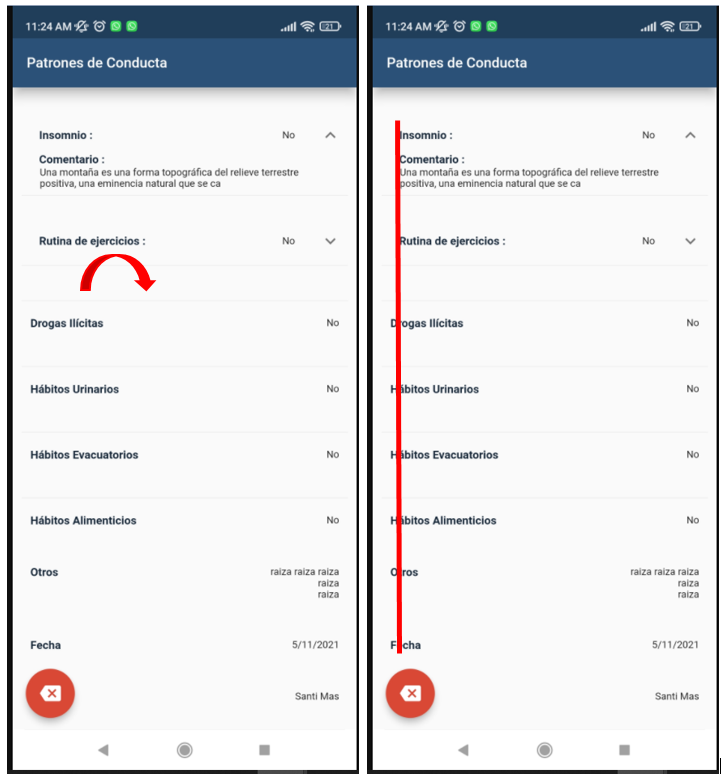 11:24 AM
21
Patrones de Conducta
Insomnio :
No
Comentario :
Una montaña es una forma topográfica del relieve terrestre
positiva, una eminencia natural que se ca
Rutina de ejercicios :
No
Drogas Ilícitas
No
Hábitos Urinarios
No
Hábitos Evacuatorios
No
Hábitos Alimenticios
No
Otros
raiza raiza raiza
raiza
raiza
Fecha
5/11/2021
Santi Mas
11:24 AM
21
Patrones de Conducta
Insomnio :
No
Comentario :
Una montaña es una forma topográfica del relieve terrestre
positiva, una eminencia natural que se ca
Rutina de ejercicios :
No
Drogas Ilícitas
No
Hábitos Urinarios
No
Hábitos Evacuatorios
No
Hábitos Alimenticios
No
Otros
raiza raiza raiza
raiza
raiza
Fecha
5/11/2021
Santi Mas